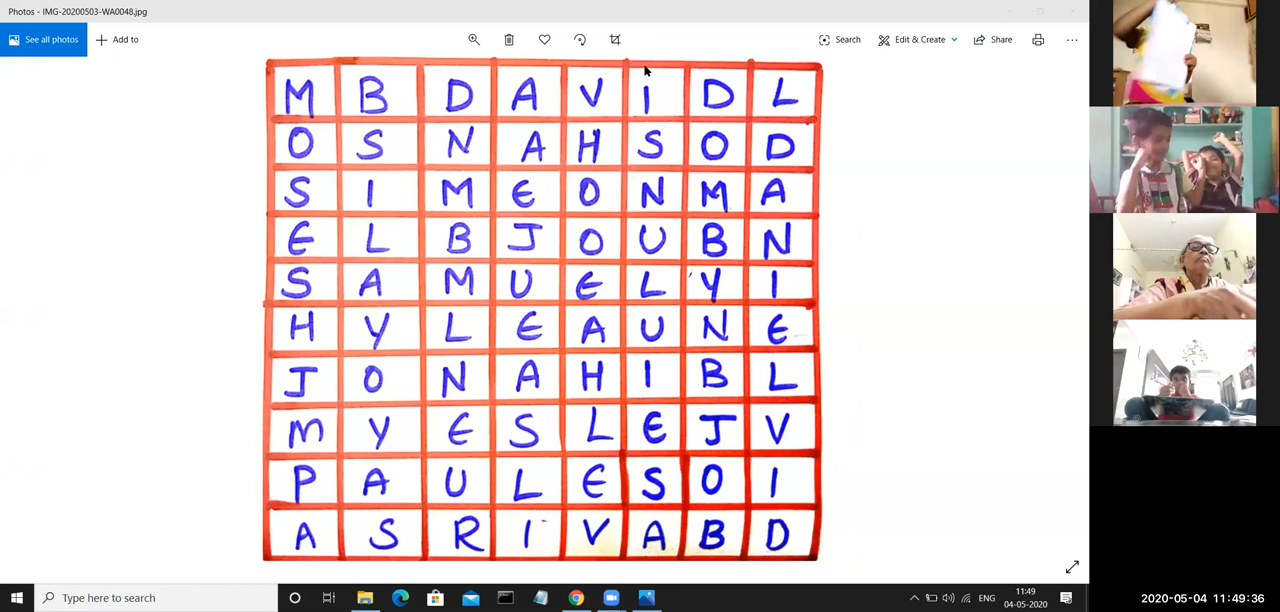 Photos - IMG-20200503-WA0048.jpg
See all photos
Add to
Search
Edit & Create
Share
M B D A V I D L
O S N A H S O D
S I M E O N M A
E L B J O U B N
S A M U E L Y I
H Y L E A U N E
J O N A H I B L
M Y E S L E J V
P A U L E S O I
A S R I V A B D
Type here to search
ENG
11:49
04-05-2020
2020-05-04 11:49:36